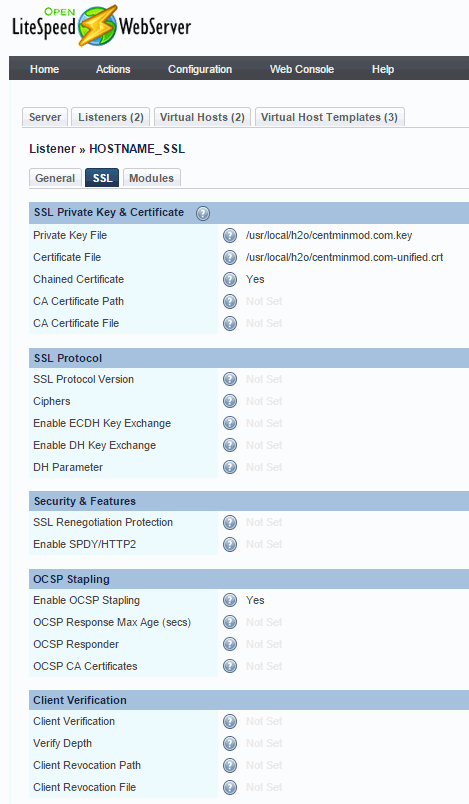 OPEN
LiteSpeed WebServer
Home Actions Configuration Web Console Help
Server Listeners (2) Virtual Hosts (2) Virtual Host Templates (3)
Listener » HOSTNAME_SSL
General SSL Modules
SSL Private Key & Certificate ?
Private Key File ? /usr/local/h2o/centminmod.com.key
Certificate File ? /usr/local/h2o/centminmod.com-unified.crt
Chained Certificate ? Yes
CA Certificate Path ? Not Set
CA Certificate File ? Not Set
SSL Protocol
SSL Protocol Version ? Not Set
Ciphers ? Not Set
Enable ECDH Key Exchange ? Not Set
Enable DH Key Exchange ? Not Set
DH Parameter ? Not Set
Security & Features
SSL Renegotiation Protection ? Not Set
Enable SPDY/HTTP2 ? Not Set
OCSP Stapling
Enable OCSP Stapling ? Yes
OCSP Response Max Age (secs) ? Not Set
OCSP Responder ? Not Set
OCSP CA Certificates ? Not Set
Client Verification
Client Verification ? Not Set
Verify Depth ? Not Set
Client Revocation Path ? Not Set
Client Revocation File ? Not Set